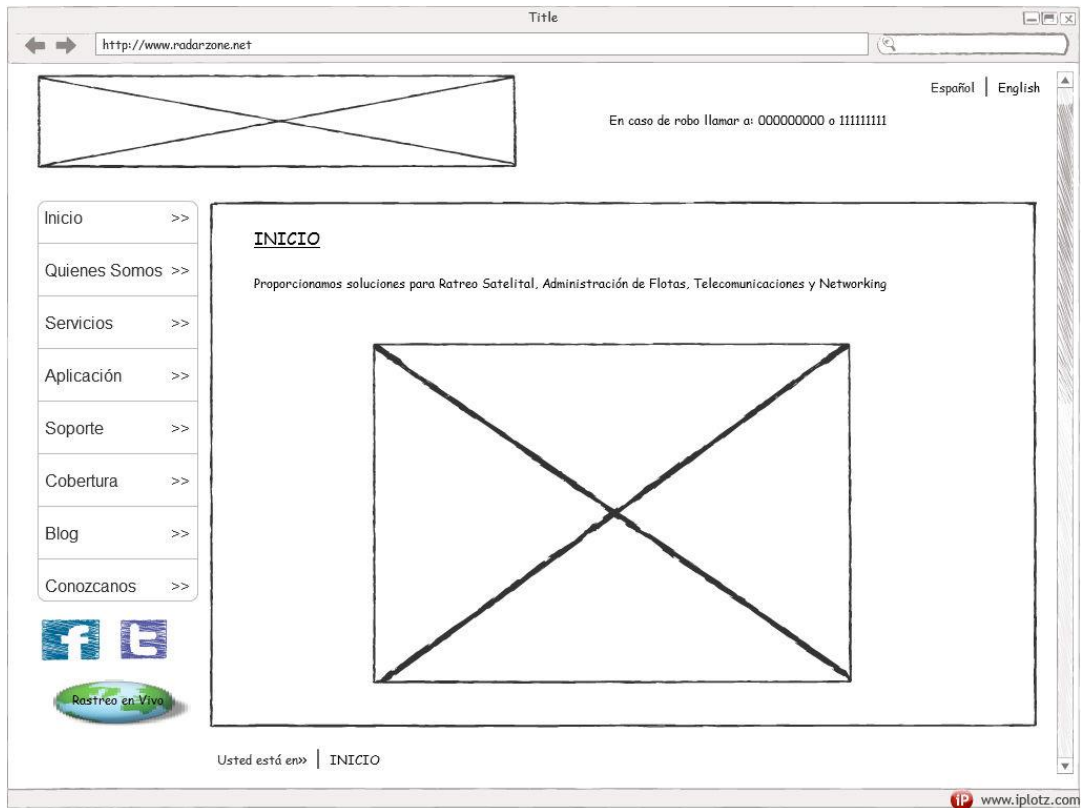 Title
http://www.radarzone.net
Español | English
En caso de robo llamar a: 000000000 o 111111111
Inicio >>
Quienes Somos >>
Servicios >>
Aplicación >>
Soporte >>
Cobertura >>
Blog >>
Conozcanos >>
INICIO
Proporcionamos soluciones para Ratreo Satelital, Administración de Flotas, Telecomunicaciones y Networking
f t
Rastreo en Vivo
Usted está en» | INICIO
iP www.iplotz.com